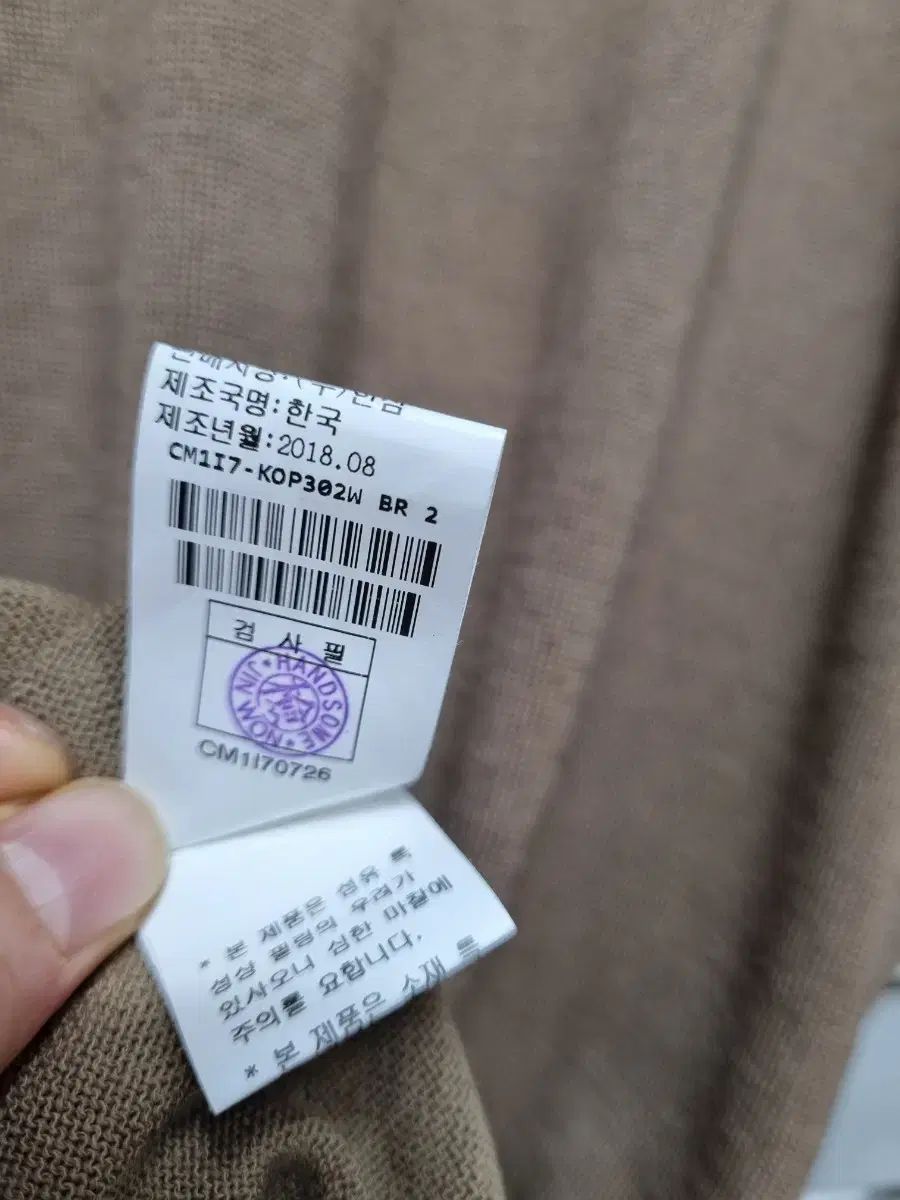 제조국명:한국
제조년월:2018.08
CM1I7-KOP302W BR 2
검 사 필
HANDSOME
CM1I70726
* 본 제품은 섬유 특
성상 필링의 우려가
있사오니 심한 마찰에
주의를 요합니다.
* 본 제품은 소재 특